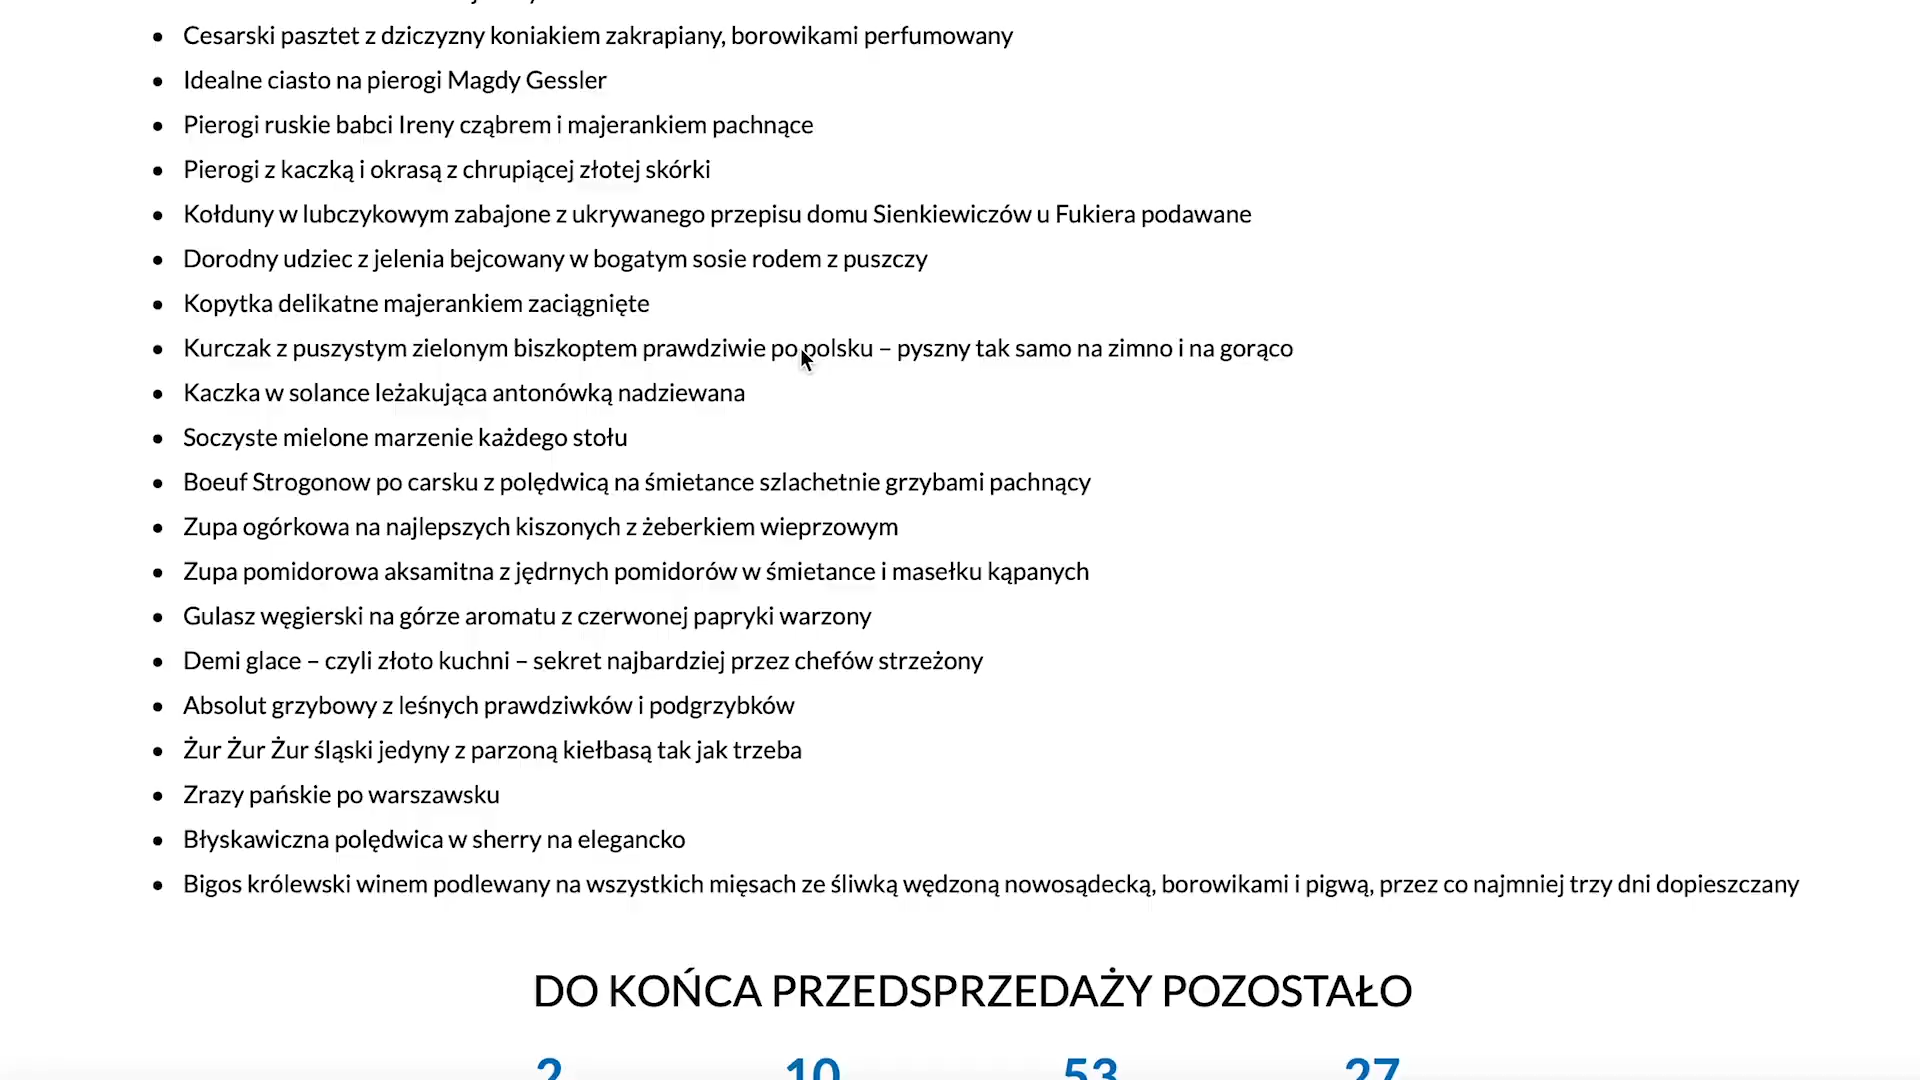 Cesarski pasztet z dziczyzny koniakiem zakrapiany, borowikami perfumowany
Idealne ciasto na pierogi Magdy Gessler
Pierogi ruskie babci Ireny cząbrem i majerankiem pachnące
Pierogi z kaczką i okrasą z chrupiącej złotej skórki
Kołduny w lubczykowym zabajone z ukrywanego przepisu domu Sienkiewiczów u Fukiera podawane
Dorodny udziec z jelenia bejcowany w bogatym sosie rodem z puszczy
Kopytka delikatne majerankiem zaciągnięte
Kurczak z puszystym zielonym biszkoptem prawdziwie po polsku – pyszny tak samo na zimno i na gorąco
Kaczka w solance leżakująca antonówką nadziewana
Soczyste mielone marzenie każdego stołu
Boeuf Strogonow po carsku z polędwicą na śmietance szlachetnie grzybami pachnący
Zupa ogórkowa na najlepszych kiszonych z żeberkiem wieprzowym
Zupa pomidorowa aksamitna z jędrnych pomidorów w śmietance i masełku kąpanych
Gulasz węgierski na górze aromatu z czerwonej papryki warzony
Demi glace – czyli złoto kuchni – sekret najbardziej przez chefów strzeżony
Absolut grzybowy z leśnych prawdziwków i podgrzybków
Żur Żur Żur śląski jedyny z parzoną kiełbasą tak jak trzeba
Zrazy pańskie po warszawsku
Błyskawiczna polędwica w sherry na elegancko
Bigos królewski winem podlewany na wszystkich mięsach ze śliwką wędzoną nowosądecką, borowikami i pigwą, przez co najmniej trzy dni dopieszczany
DO KOŃCA PRZEDSPRZEDAŻY POZOSTAŁO
2 10 53 27